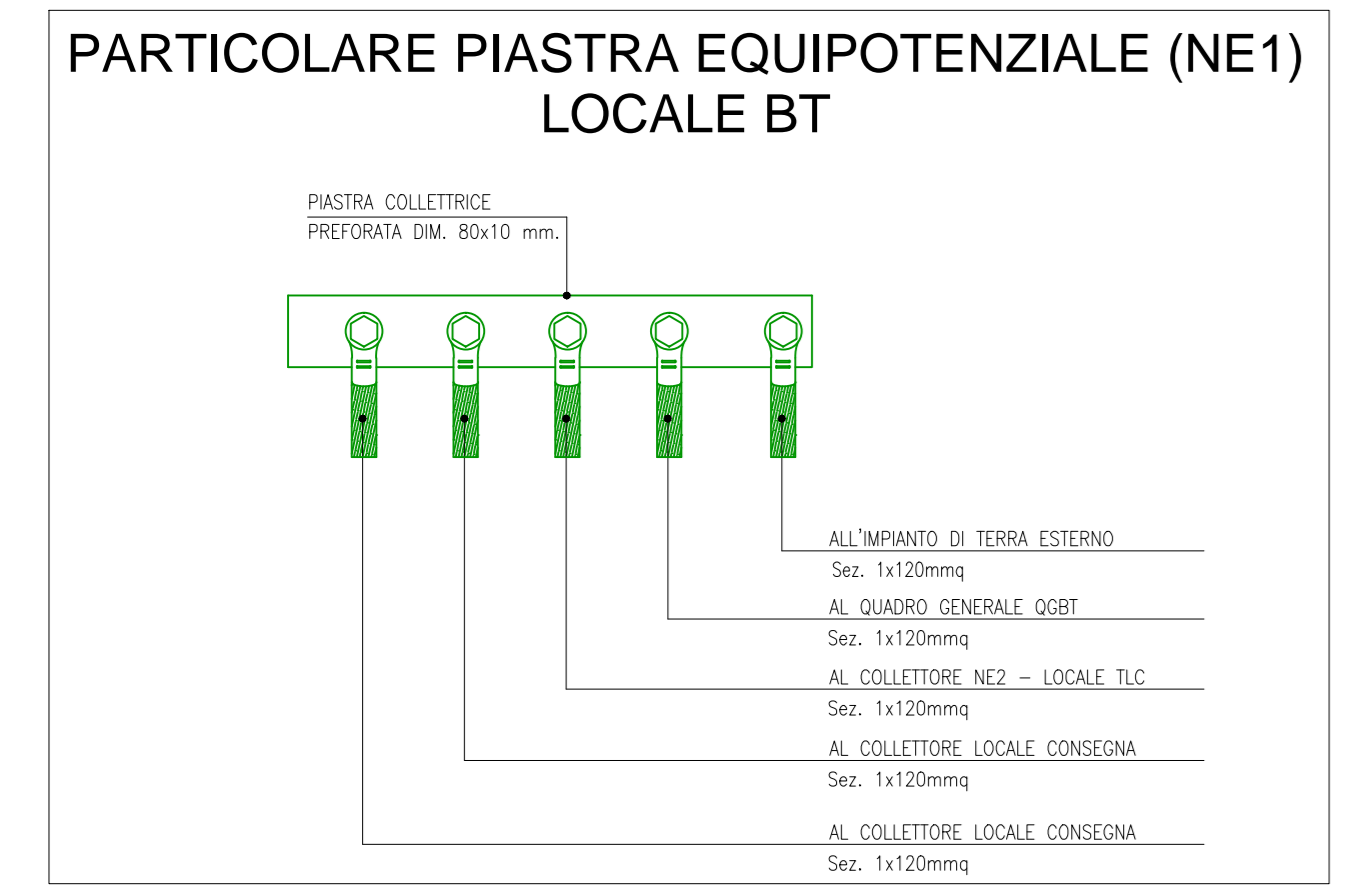 PARTICOLARE PIASTRA EQUIPOTENZIALE (NE1)
LOCALE BT
PIASTRA COLLETTRICE
PREFORATA DIM. 80x10 mm.
ALL'IMPIANTO DI TERRA ESTERNO
Sez. 1x120mmq
AL QUADRO GENERALE QGBT
Sez. 1x120mmq
AL COLLETTORE NE2 – LOCALE TLC
Sez. 1x120mmq
AL COLLETTORE LOCALE CONSEGNA
Sez. 1x120mmq
AL COLLETTORE LOCALE CONSEGNA
Sez. 1x120mmq